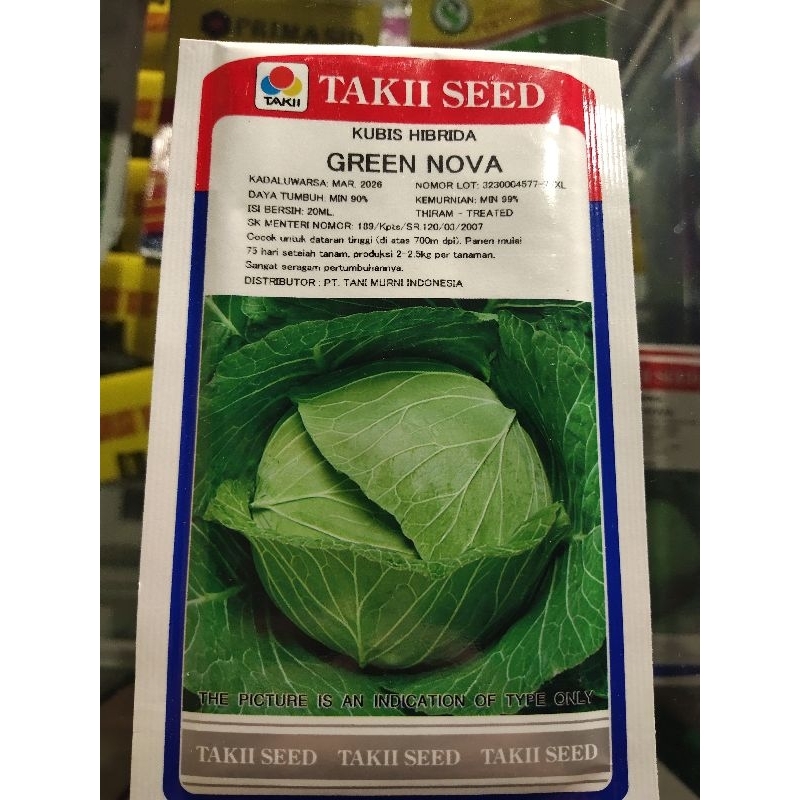 PRIMASID
TAKII
TAKII SEED
KUBIS HIBRIDA
GREEN NOVA
KADALUWARSA: MAR. 2026 NOMOR LOT: 3230004577- XL
DAYA TUMBUH: MIN 90% KEMURNIAN: MIN 99%
ISI BERSIH: 20ML. THIRAM - TREATED
SK MENTERI NOMOR: 189/Kpts/SR.120/03/2007
Cocok untuk dataran tinggi (di atas 700m dpl). Panen mulai
75 hari setelah tanam, produksi 2-2.5kg per tanaman.
Sangat seragam pertumbuhannya.
DISTRIBUTOR : PT. TANI MURNI INDONESIA
THE PICTURE IS AN INDICATION OF TYPE ONLY
TAKII SEED TAKII SEED TAKII SEED